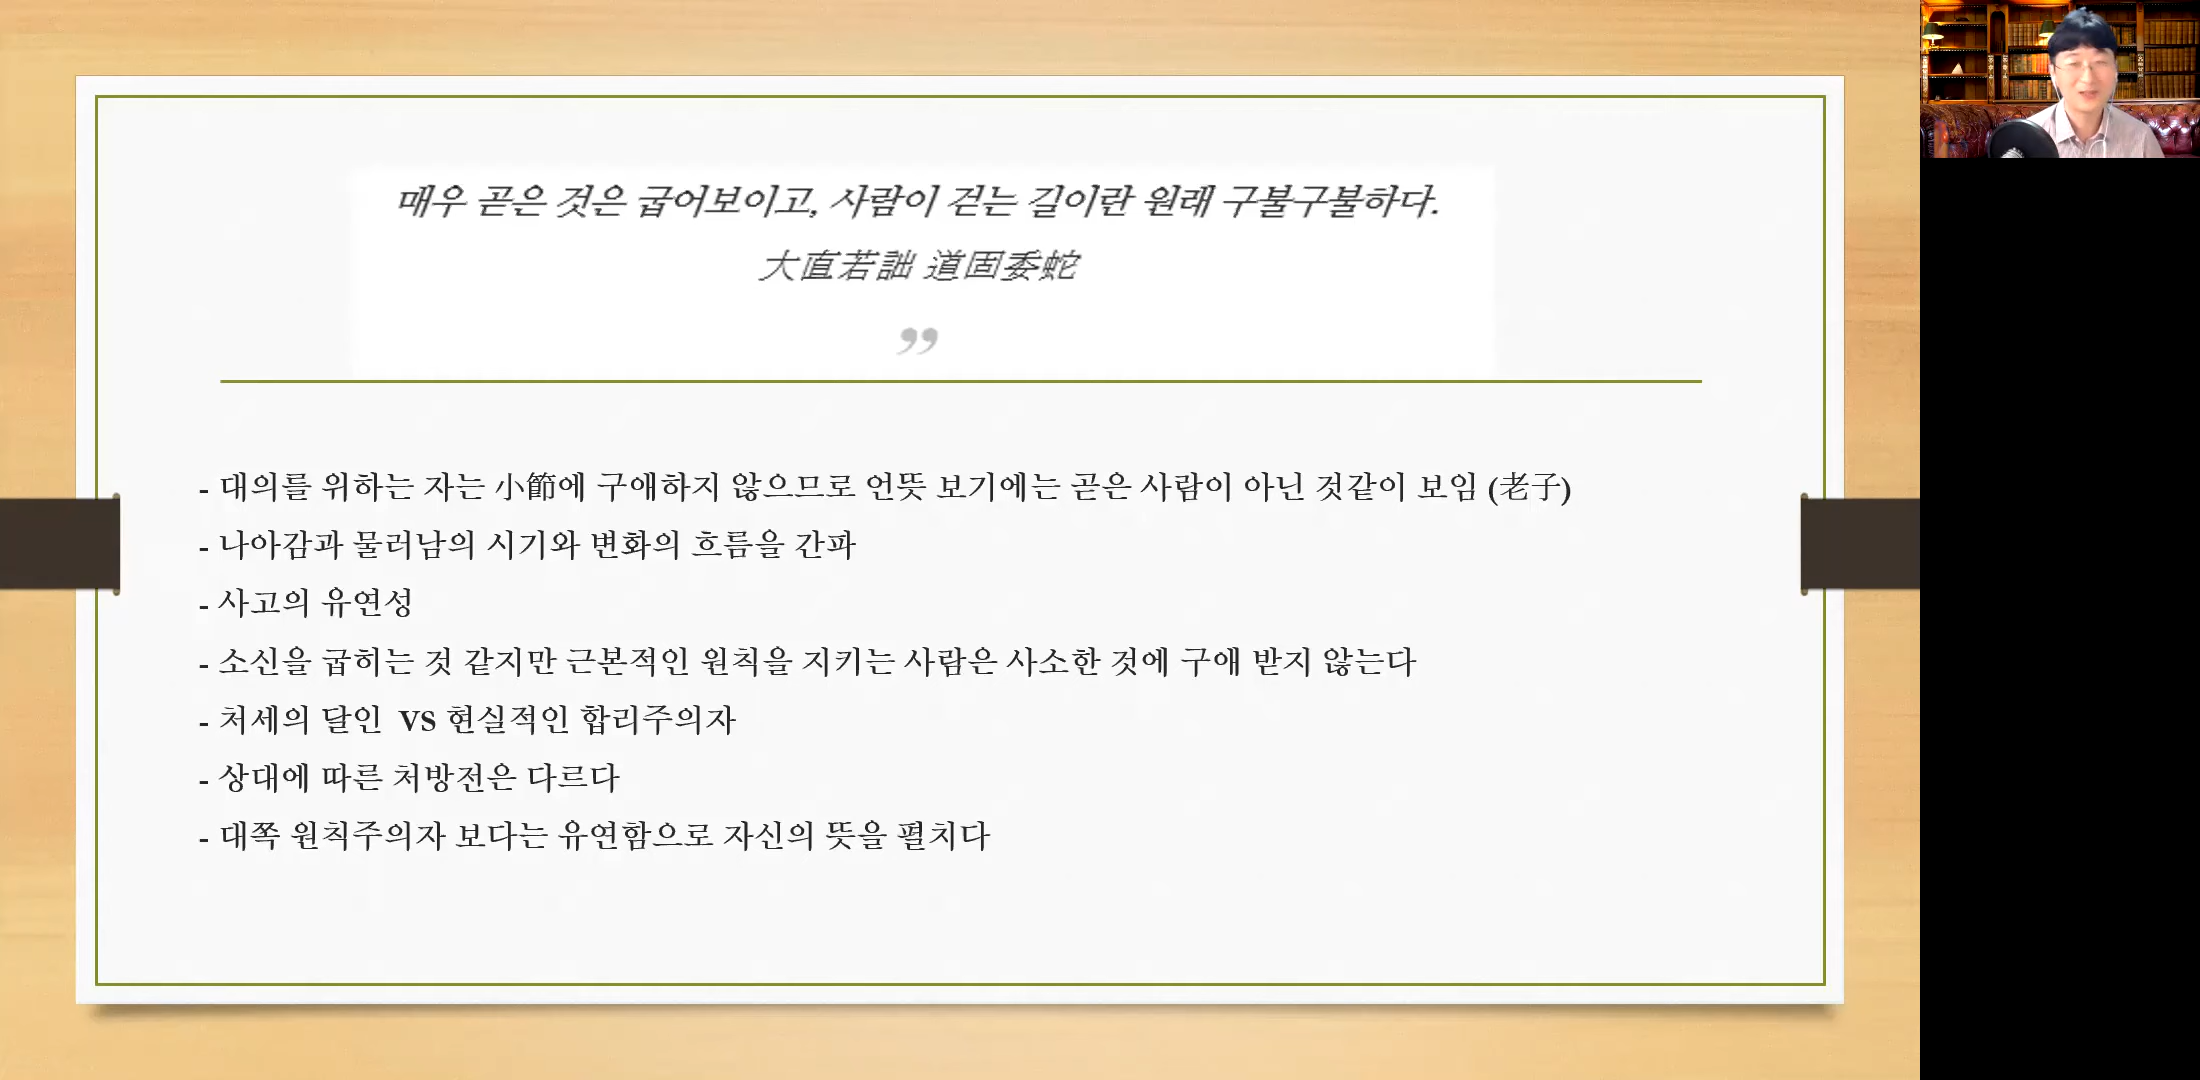 매우 곧은 것은 굽어보이고, 사람이 걷는 길이란 원래 구불구불하다.
大直若詘 道固委蛇
”
- 대의를 위하는 자는 小節에 구애하지 않으므로 언뜻 보기에는 곧은 사람이 아닌 것같이 보임 (老子)
- 나아감과 물러남의 시기와 변화의 흐름을 간파
- 사고의 유연성
- 소신을 굽히는 것 같지만 근본적인 원칙을 지키는 사람은 사소한 것에 구애 받지 않는다
- 처세의 달인 VS 현실적인 합리주의자
- 상대에 따른 처방전은 다르다
- 대쪽 원칙주의자 보다는 유연함으로 자신의 뜻을 펼치다